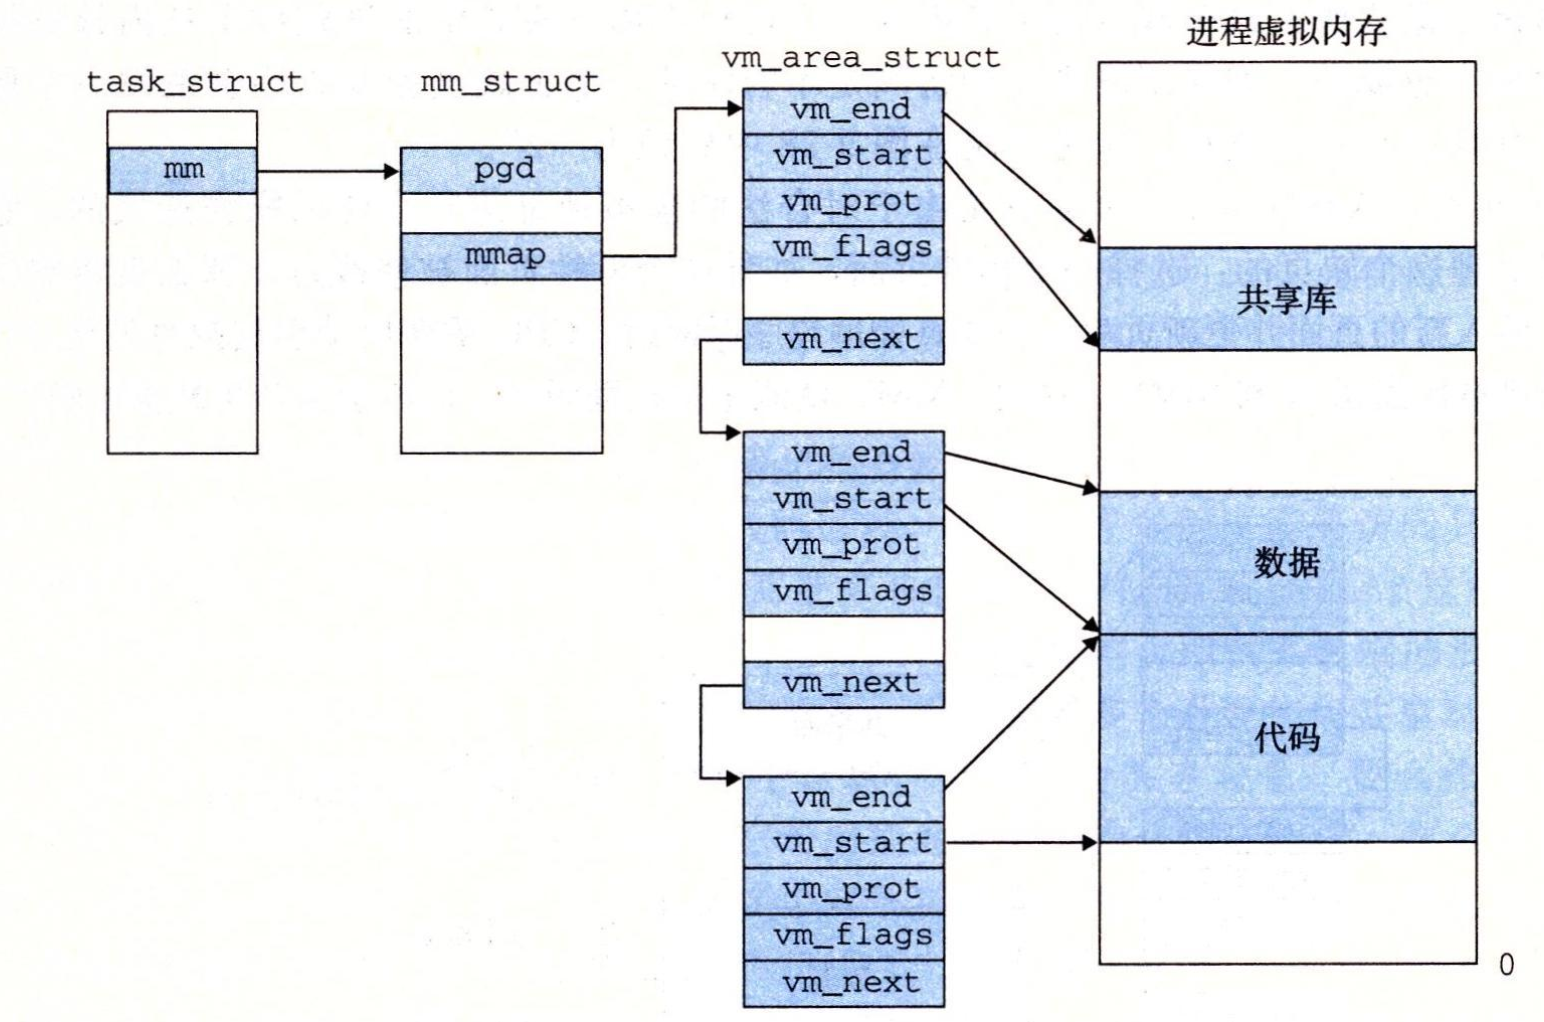 task_struct
mm
mm_struct
pgd
mmap
vm_area_struct
vm_end
vm_start
vm_prot
vm_flags
vm_next
vm_end
vm_start
vm_prot
vm_flags
vm_next
vm_end
vm_start
vm_prot
vm_flags
vm_next
进程虚拟内存
共享库
数据
代码
0